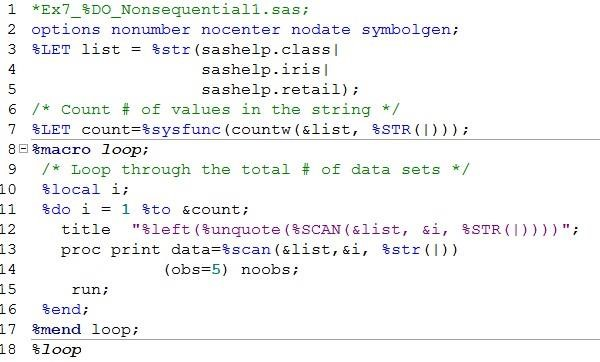 1 *Ex7_%DO_Nonsequential1.sas;
2 options nonumber nocenter nodate symbolgen;
3 %LET list = %str(sashelp.class|
4 sashelp.iris|
5 sashelp.retail);
6 /* Count # of values in the string */
7 %LET count=%sysfunc(countw(&list, %STR(|)));
8 %macro loop;
9 /* Loop through the total # of data sets */
10 %local i;
11 %do i = 1 %to &count;
12 title "%left(%unquote(%SCAN(&list, &i, %STR(|))))";
13 proc print data=%scan(&list,&i, %str(|))
14 (obs=5) noobs;
15 run;
16 %end;
17 %mend loop;
18 %loop